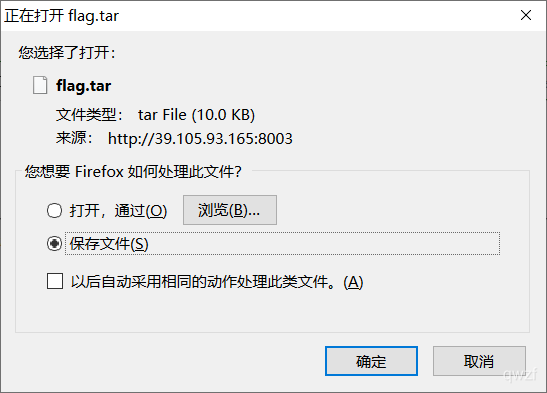 正在打开 flag.tar
您选择了打开：
flag.tar
文件类型： tar File (10.0 KB)
来源： http://39.105.93.165:8003
您想要 Firefox 如何处理此文件？
打开，通过(O) 浏览(B)...
保存文件(S)
以后自动采用相同的动作处理此类文件。(A)
确定 取消
qwzf